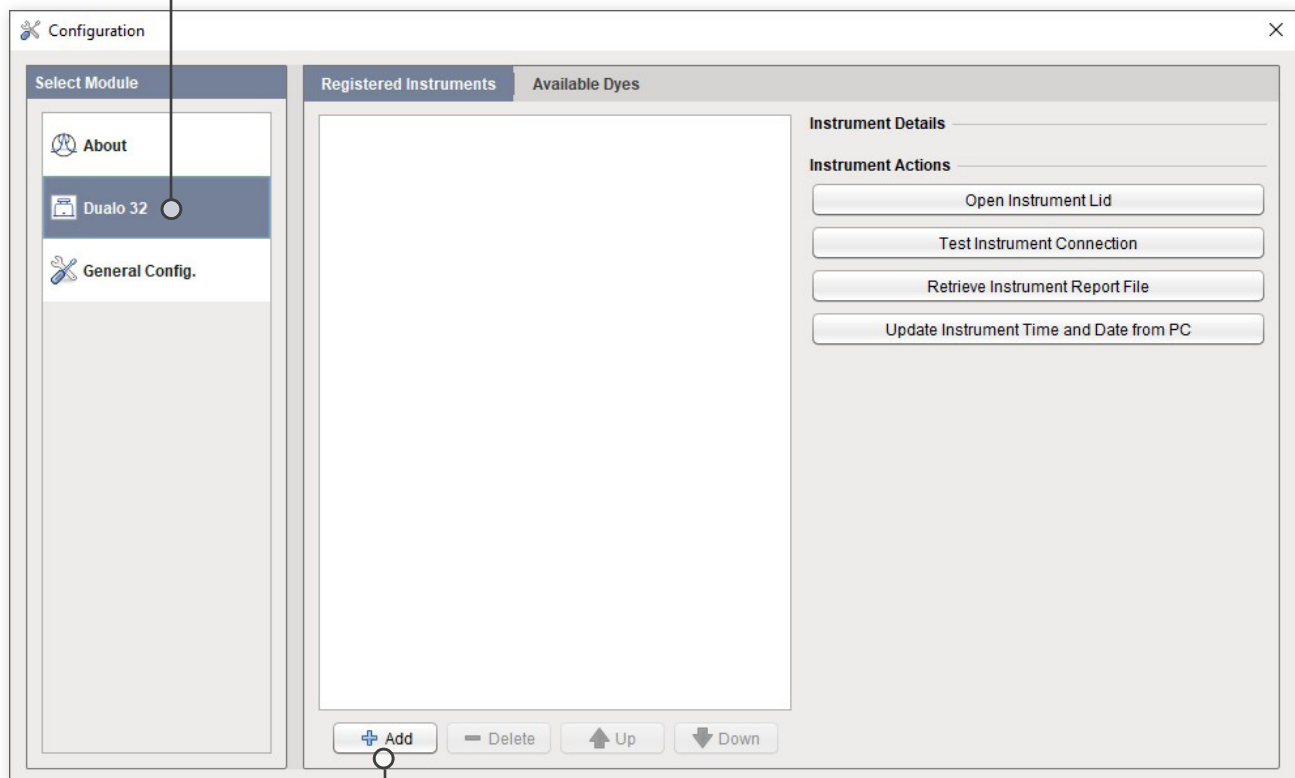 Configuration
Select Module
About
Dualo 32
General Config.
Registered Instruments Available Dyes
Instrument Details
Instrument Actions
Open Instrument Lid
Test Instrument Connection
Retrieve Instrument Report File
Update Instrument Time and Date from PC
Add Delete Up Down